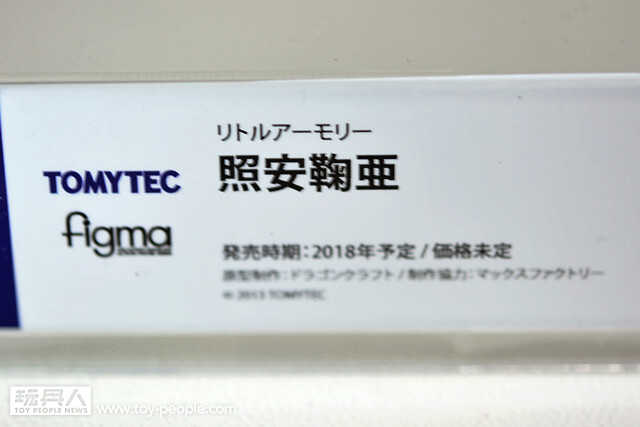 リトルアーモリー
TOMYTEC
照安鞠亜
figma
発売時期：2018年予定 / 価格未定
原型制作：ドラゴンクラフト / 制作協力：マックスファクトリー
© 2013 TOMYTEC
玩具人
TOY PEOPLE NEWS
www.toy-people.com